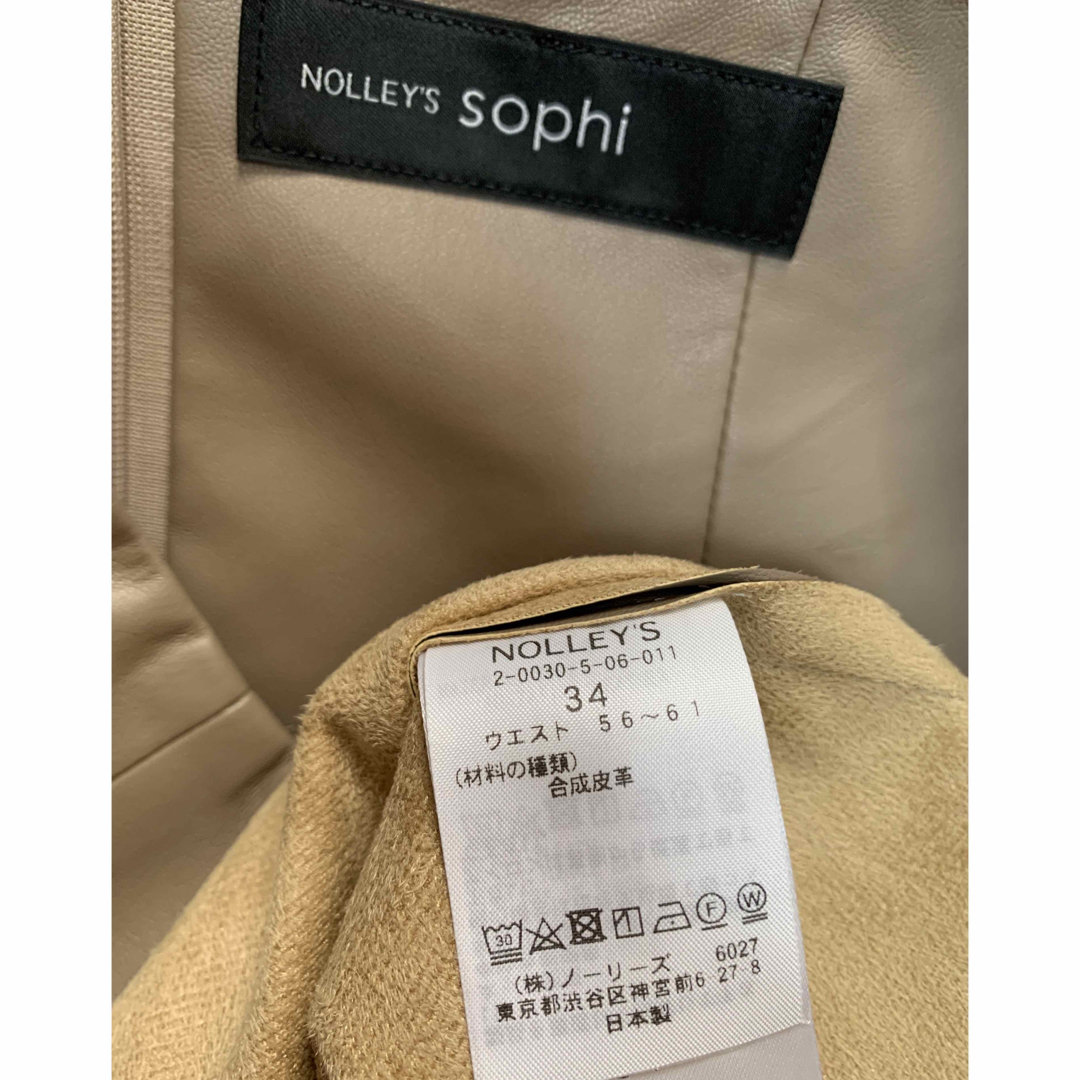 NOLLEY'S sophi
NOLLEY'S
2-0030-5-06-011
34
ウエスト 56～61
(材料の種類)
合成皮革
30 F W
(株)ノーリーズ 6027
東京都渋谷区神宮前6 27 8
日本製